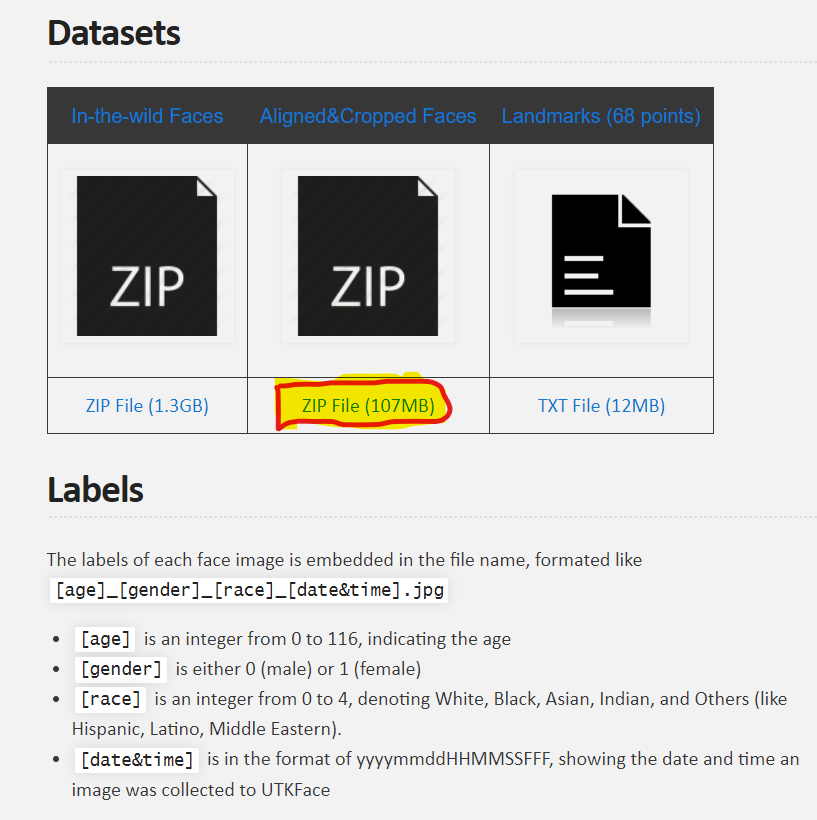 Datasets
In-the-wild Faces Aligned&Cropped Faces Landmarks (68 points)
ZIP ZIP
ZIP File (1.3GB) ZIP File (107MB) TXT File (12MB)
Labels
The labels of each face image is embedded in the file name, formated like
[age]_[gender]_[race]_[date&time].jpg
• [age] is an integer from 0 to 116, indicating the age
• [gender] is either 0 (male) or 1 (female)
• [race] is an integer from 0 to 4, denoting White, Black, Asian, Indian, and Others (like
Hispanic, Latino, Middle Eastern).
• [date&time] is in the format of yyyymmddHHMMSSFFF, showing the date and time an
image was collected to UTKFace